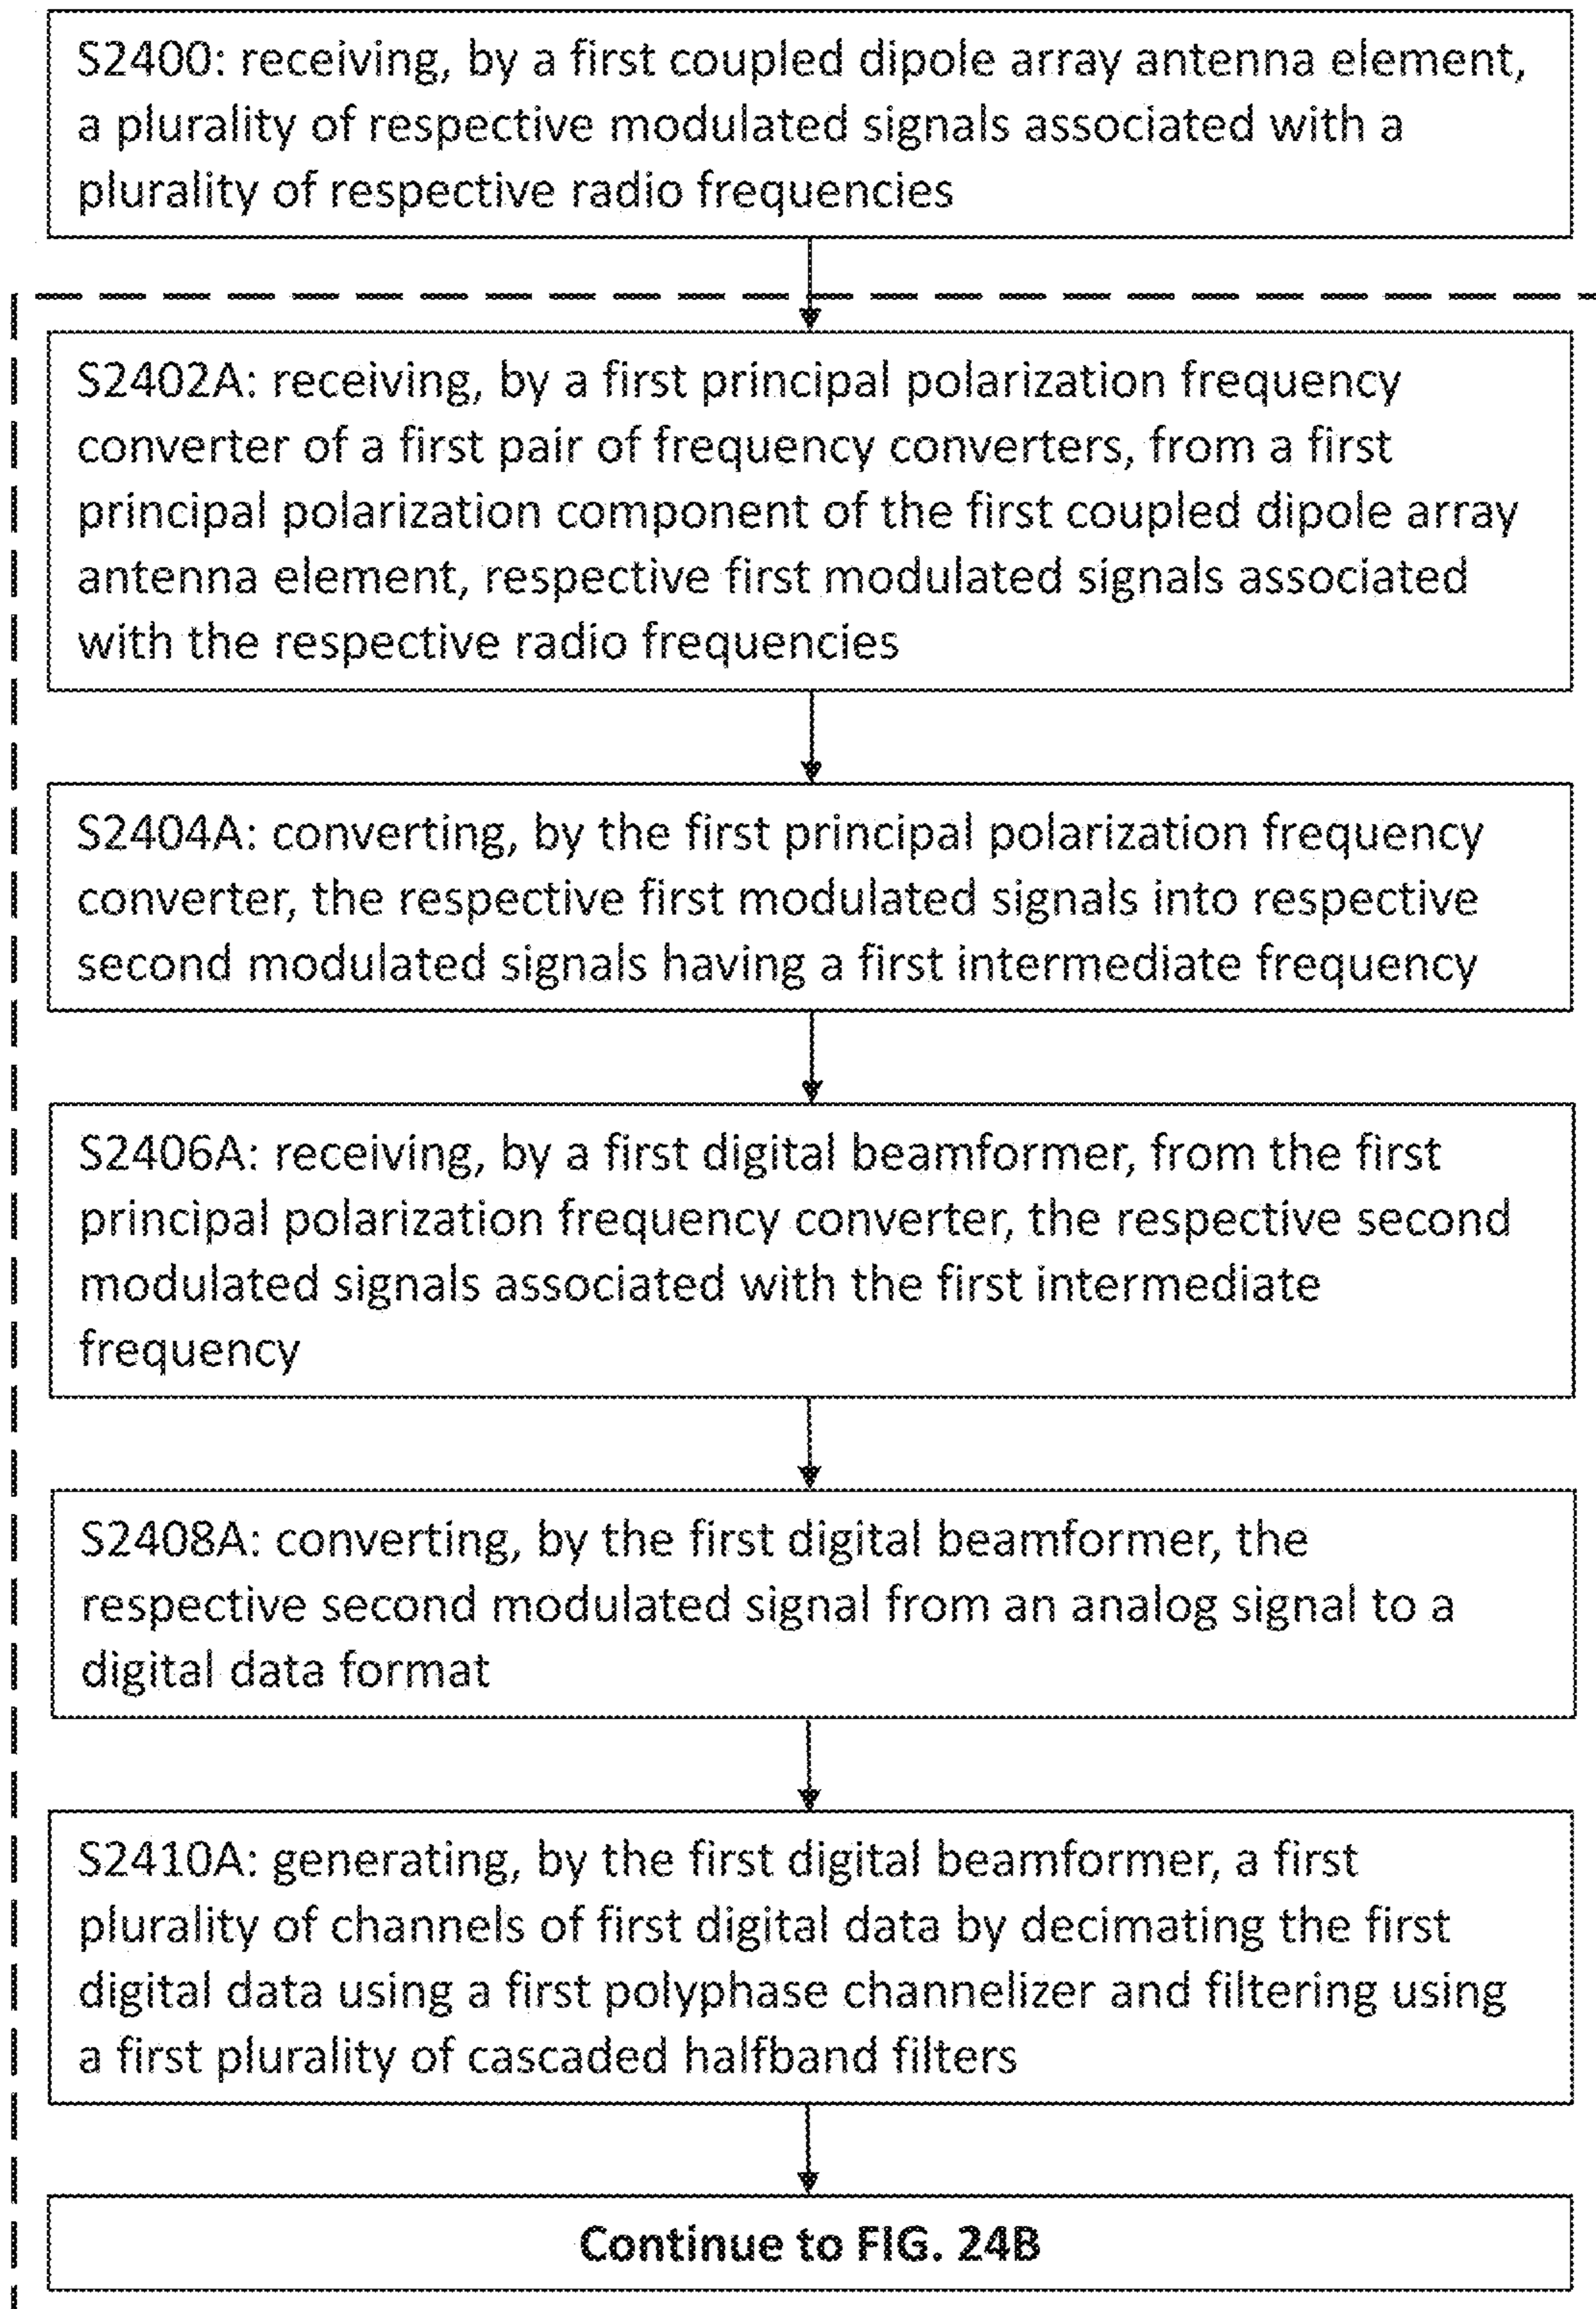 S2400: receiving, by a first coupled dipole array antenna element,
a plurality of respective modulated signals associated with a
plurality of respective radio frequencies
S2402A: receiving, by a first principal polarization frequency
converter of a first pair of frequency converters, from a first
principal polarization component of the first coupled dipole array
antenna element, respective first modulated signals associated
with the respective radio frequencies
S2404A: converting, by the first principal polarization frequency
converter, the respective first modulated signals into respective
second modulated signals having a first intermediate frequency
S2406A: receiving, by a first digital beamformer, from the first
principal polarization frequency converter, the respective second
modulated signals associated with the first intermediate
frequency
S2408A: converting, by the first digital beamformer, the
respective second modulated signal from an analog signal to a
digital data format
S2410A: generating, by the first digital beamformer, a first
plurality of channels of first digital data by decimating the first
digital data using a first polyphase channelizer and filtering using
a first plurality of cascaded halfband filters
Continue to FIG. 24B